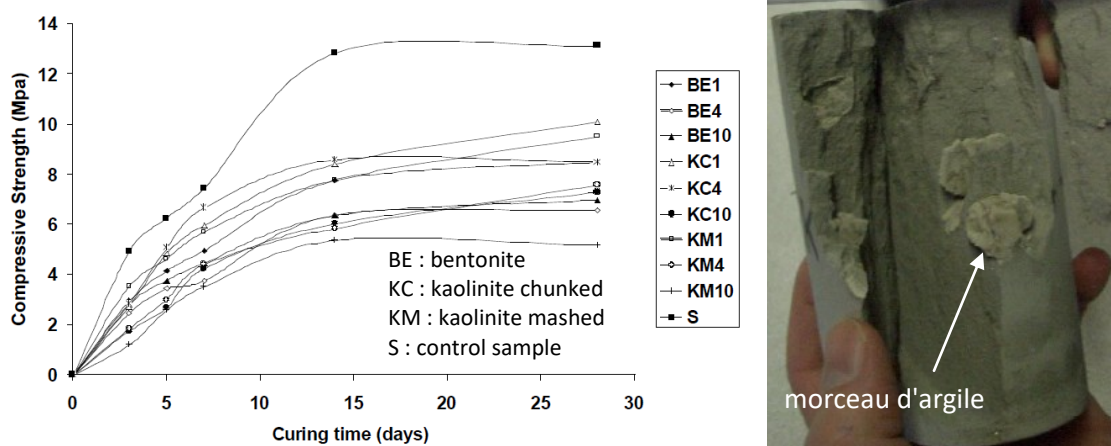 14
12
10
8
6
4
2
0
Compressive Strength (Mpa)
0 5 10 15 20 25 30
Curing time (days)
BE : bentonite
KC : kaolinite chunked
KM : kaolinite mashed
S : control sample
BE1
BE4
BE10
KC1
KC4
KC10
KM1
KM4
KM10
S
morceau d'argile